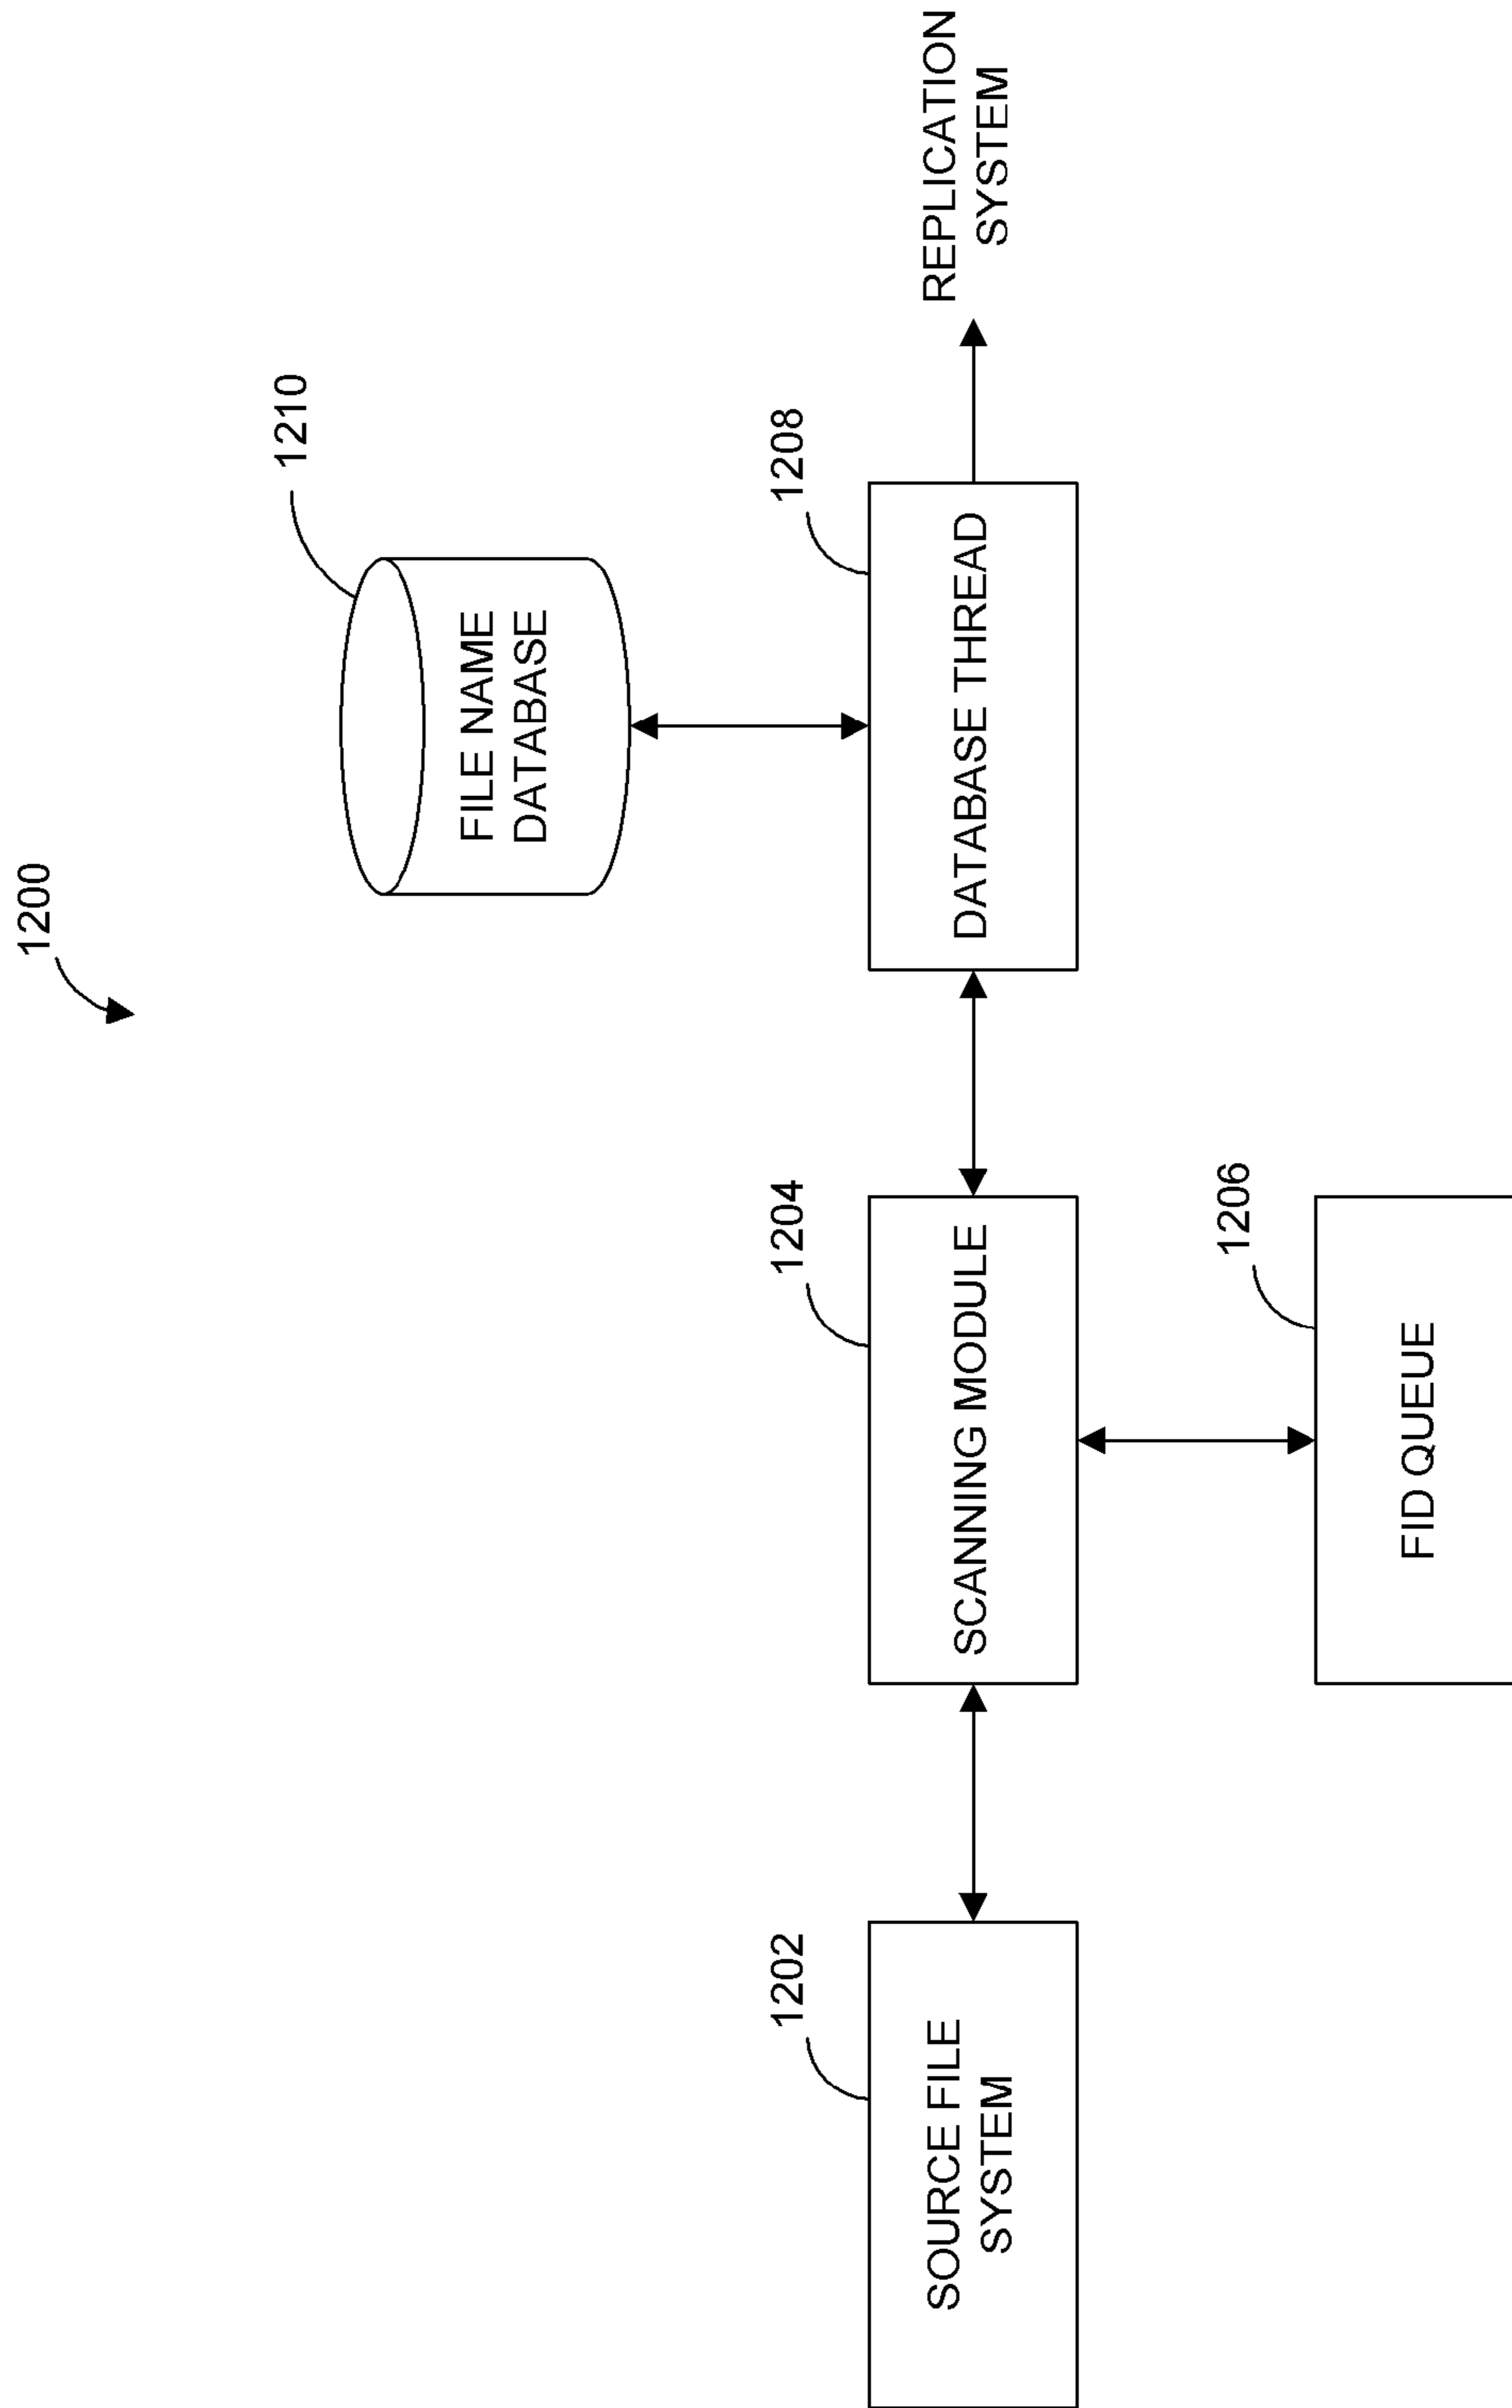 1200
1210
FILE NAME
DATABASE
1202
1204
1208
SOURCE FILE
SYSTEM
SCANNING MODULE
DATABASE THREAD
REPLICATION
SYSTEM
1206
FID QUEUE